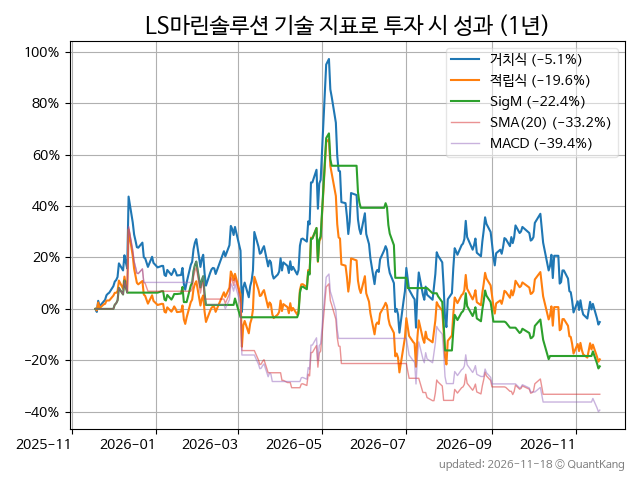 LS마린솔루션 기술 지표로 투자 시 성과 (1년)
거치식 (−5.1%)
적립식 (−19.6%)
SigM (−22.4%)
SMA(20) (−33.2%)
MACD (−39.4%)
100%
80%
60%
40%
20%
0%
−20%
−40%
2025-11 2026-01 2026-03 2026-05 2026-07 2026-09 2026-11
updated: 2026-11-18 © QuantKang